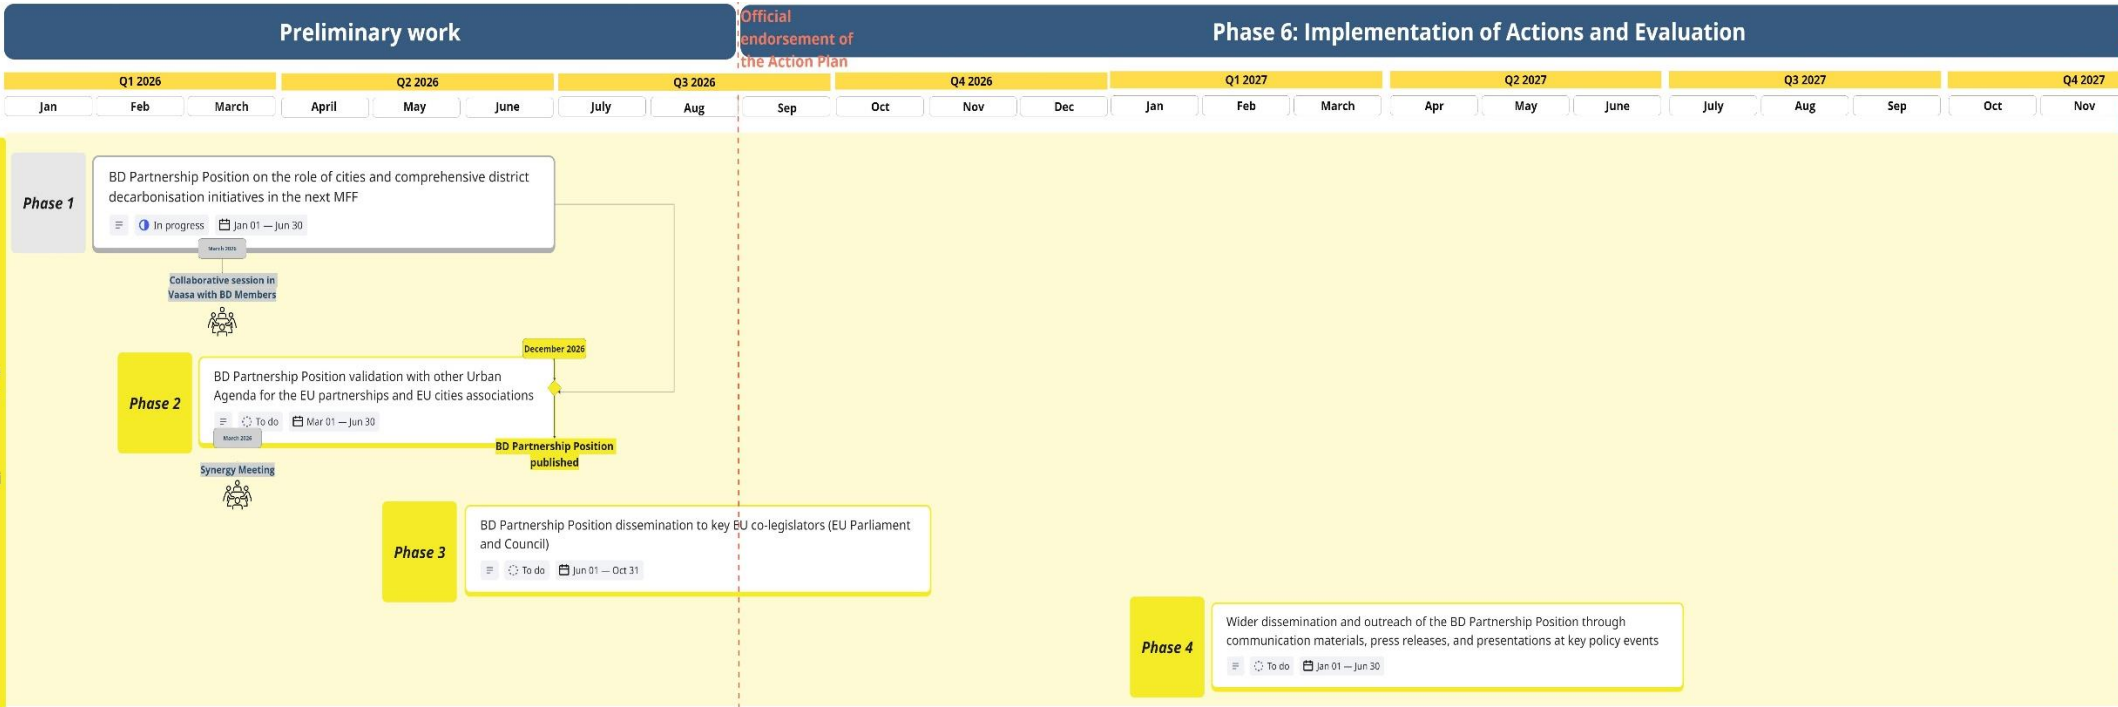 Preliminary work
Official
endorsement of
the Action Plan
Phase 6: Implementation of Actions and Evaluation
Q1 2026
Q2 2026
Q3 2026
Q4 2026
Q1 2027
Q2 2027
Q3 2027
Q4 2027
Jan
Feb
March
April
May
June
July
Aug
Sep
Oct
Nov
Dec
Jan
Feb
March
Apr
May
June
July
Aug
Sep
Oct
Nov
Phase 1
BD Partnership Position on the role of cities and comprehensive district
decarbonisation initiatives in the next MFF
In progress
Jan 01 — Jun 30
March 2026
Collaborative session in
Vaasa with BD Members
December 2026
Phase 2
BD Partnership Position validation with other Urban
Agenda for the EU partnerships and EU cities associations
To do
Mar 01 — Jun 30
March 2026
BD Partnership Position
published
Synergy Meeting
Phase 3
BD Partnership Position dissemination to key EU co-legislators (EU Parliament
and Council)
To do
Jun 01 — Oct 31
Phase 4
Wider dissemination and outreach of the BD Partnership Position through
communication materials, press releases, and presentations at key policy events
To do
Jan 01 — Jun 30